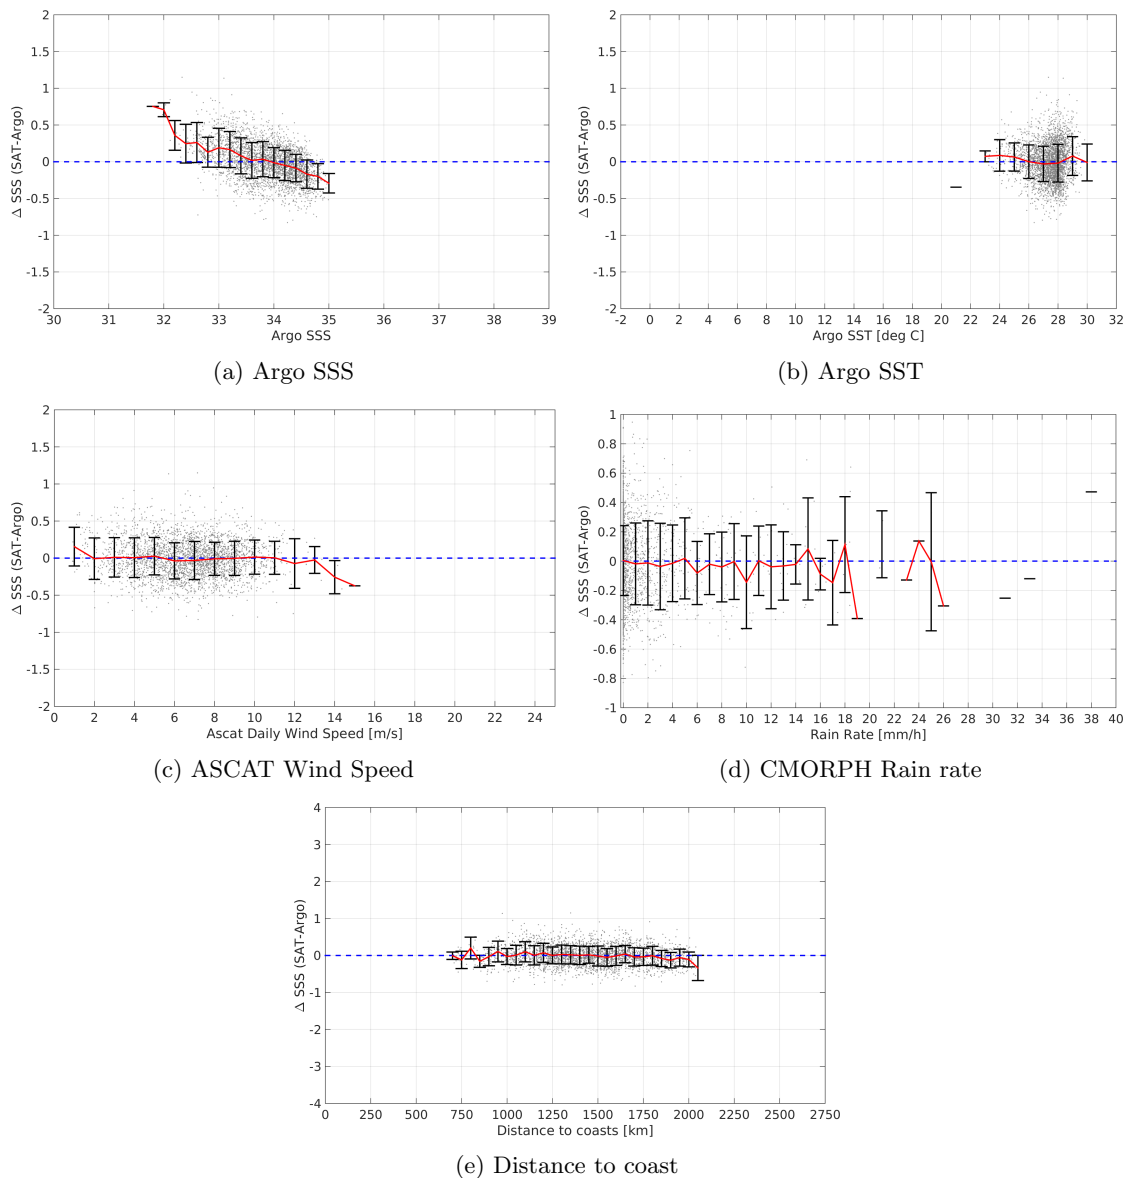 2
1.5
1
0.5
0
-0.5
-1
-1.5
-2
Δ SSS (SAT-Argo)
30 31 32 33 34 35 36 37 38 39
Argo SSS
(a) Argo SSS
2
1.5
1
0.5
0
-0.5
-1
-1.5
-2
Δ SSS (SAT-Argo)
-2 0 2 4 6 8 10 12 14 16 18 20 22 24 26 28 30 32
Argo SST [deg C]
(b) Argo SST
2
1.5
1
0.5
0
-0.5
-1
-1.5
-2
Δ SSS (SAT-Argo)
0 2 4 6 8 10 12 14 16 18 20 22 24
Ascat Daily Wind Speed [m/s]
(c) ASCAT Wind Speed
1
0.8
0.6
0.4
0.2
0
-0.2
-0.4
-0.6
-0.8
-1
Δ SSS (SAT-Argo)
0 2 4 6 8 10 12 14 16 18 20 22 24 26 28 30 32 34 36 38 40
Rain Rate [mm/h]
(d) CMORPH Rain rate
4
3
2
1
0
-1
-2
-3
-4
Δ SSS (SAT-Argo)
0 250 500 750 1000 1250 1500 1750 2000 2250 2500 2750
Distance to coasts [km]
(e) Distance to coast